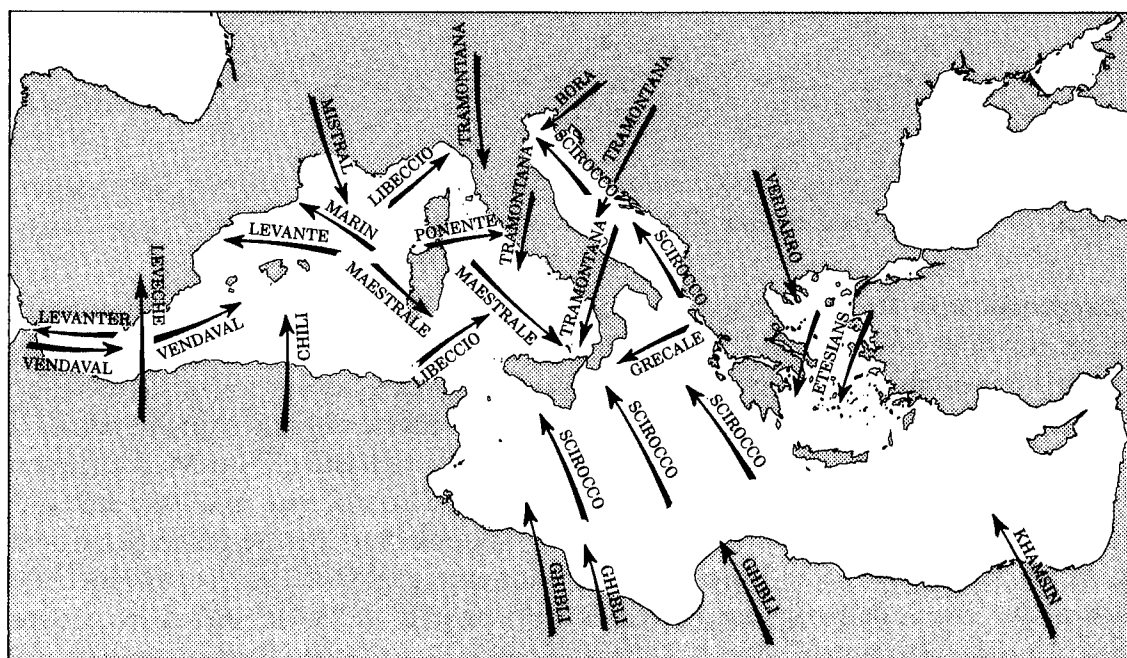 TRAMONTANA
BORA
TRAMONTANA
MISTRAL
SCIROCCO
LIBECCIO
TRAMONTANA
MARIN
LEVANTE
PONENTE
VERDARRO
LEVECHE
SCIROCCO
MAESTRALE
MAESTRALE
TRAMONTANA
LEVANTER
VENDAVAL
VENDAVAL
CHILI
LIBECCIO
GRECALE
ETESIANS
SCIROCCO
SCIROCCO
SCIROCCO
GHIBLI
GHIBLI
GHIBLI
KHAMSIN